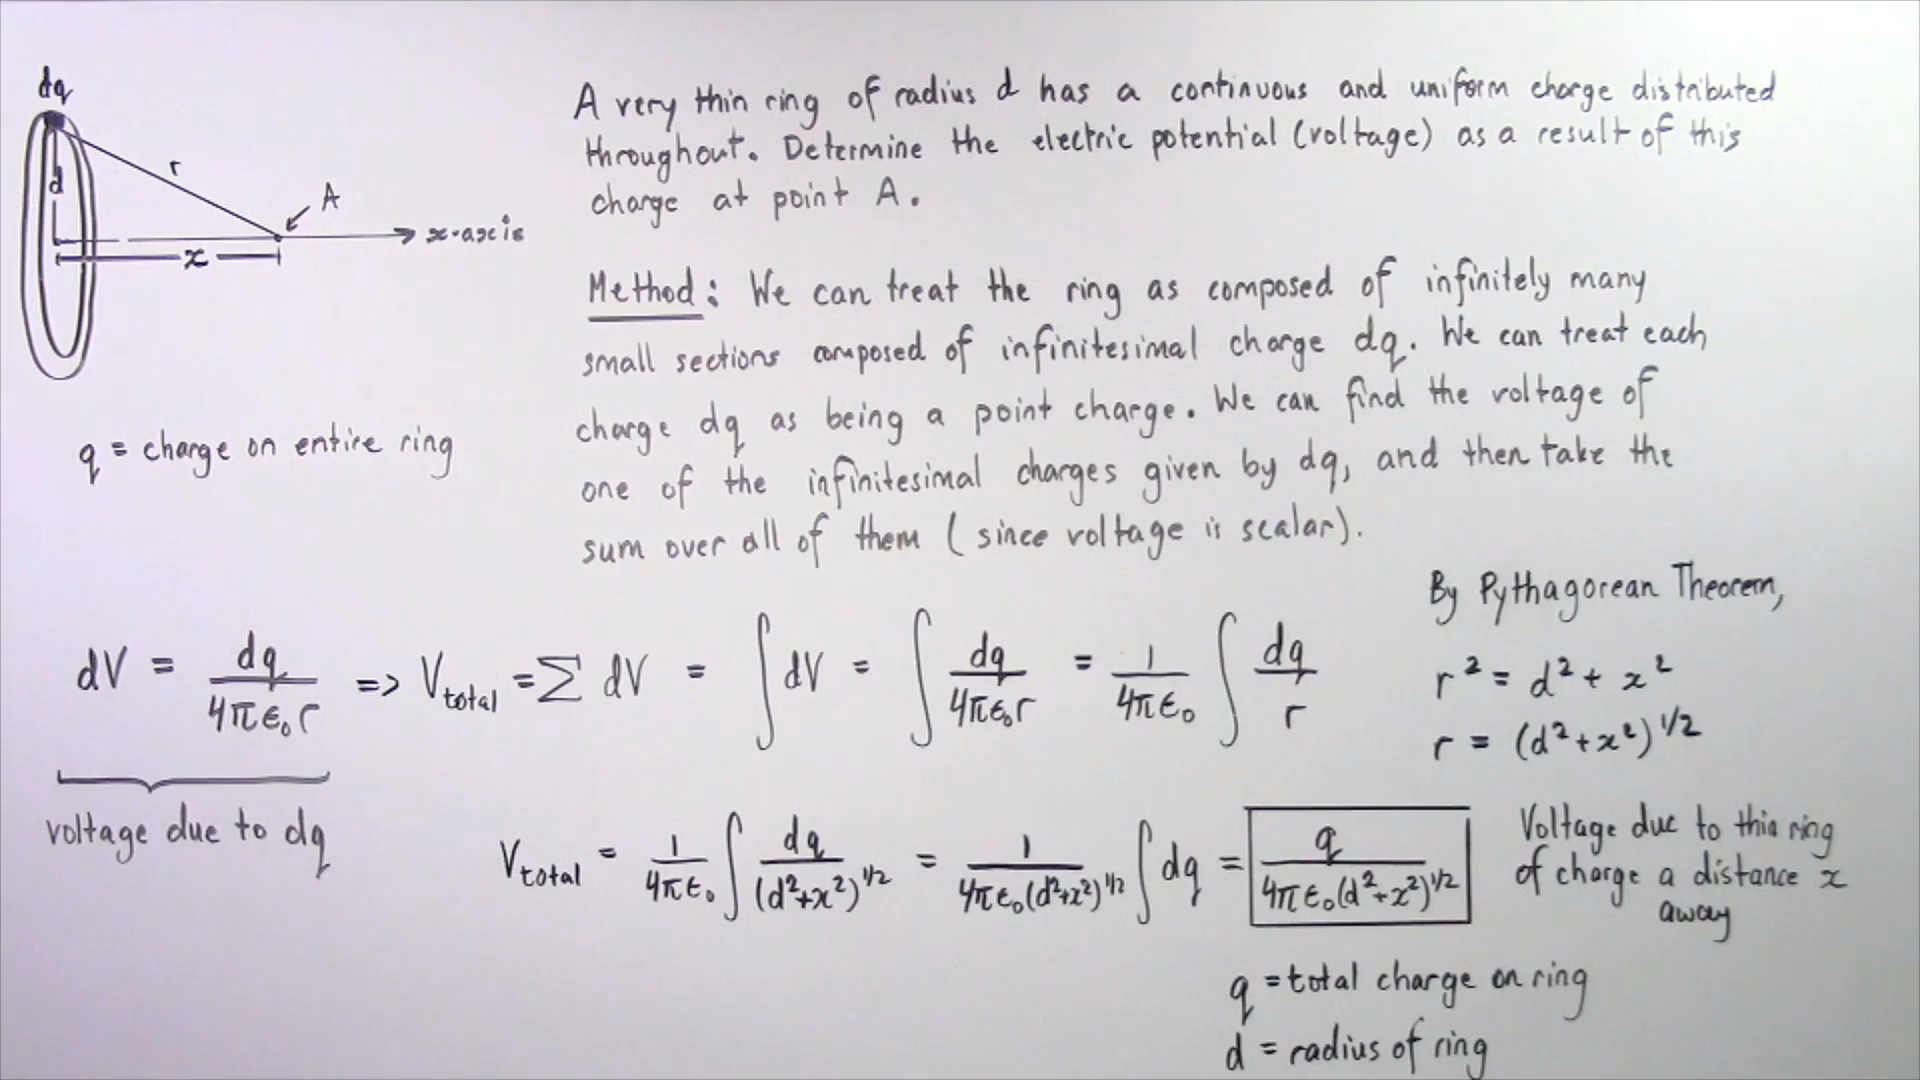 dq
r
d
A
x-axis
x
A very thin ring of radius d has a continuous and uniform charge distributed
throughout. Determine the electric potential (voltage) as a result of this
charge at point A.
Method: We can treat the ring as composed of infinitely many
small sections composed of infinitesimal charge dq. We can treat each
charge dq as being a point charge. We can find the voltage of
one of the infinitesimal charges given by dq, and then take the
sum over all of them (since voltage is scalar).
q = charge on entire ring
By Pythagorean Theorem,
r² = d² + x²
r = (d²+x²)^1/2
dV = dq/4πε₀r => Vtotal = ∑ dV = ∫dV = ∫ dq/4πε₀r = 1/4πε₀ ∫ dq/r
voltage due to dq
Vtotal = 1/4πε₀ ∫ dq/(d²+x²)^1/2 = 1/4πε₀(d²+x²)^1/2 ∫dq = q/4πε₀(d²+x²)^1/2
Voltage due to this ring
of charge a distance x
away
q = total charge on ring
d = radius of ring